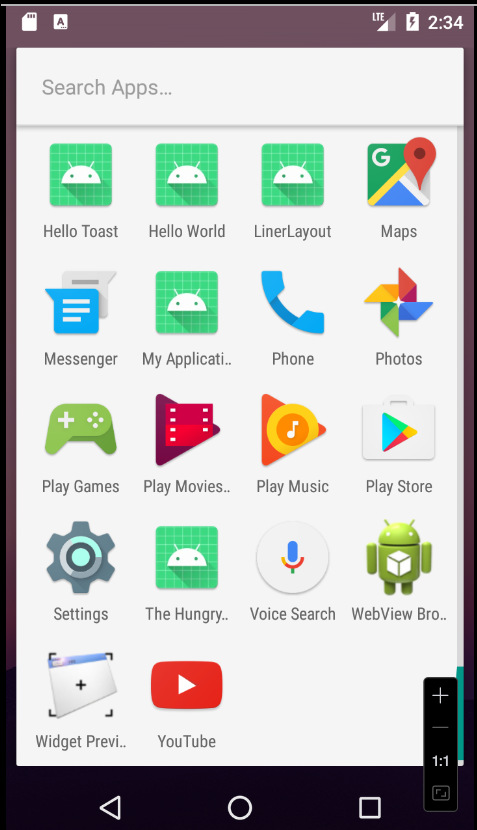 LTE 2:34
Search Apps...
Hello Toast Hello World LinerLayout Maps
Messenger My Applicati.. Phone Photos
Play Games Play Movies.. Play Music Play Store
Settings The Hungry.. Voice Search WebView Bro..
Widget Previ.. YouTube
1:1